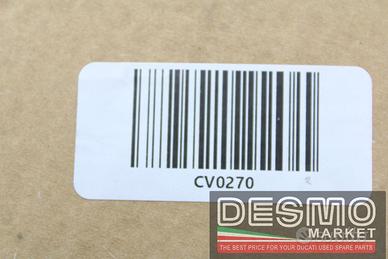 CV0270
DESMO
MARKET
THE BEST PRICE FOR YOUR DUCATI USED SPARE PARTS